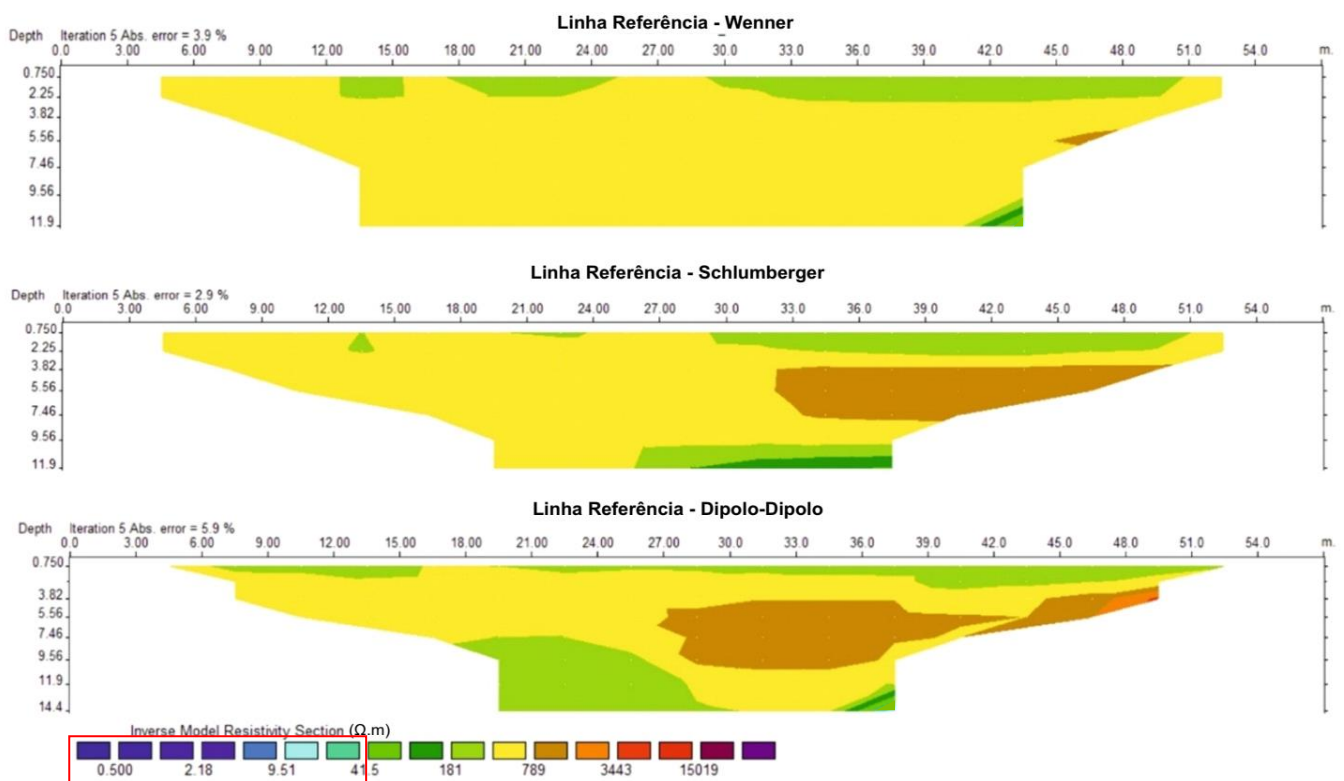 Linha Referência - Wenner
Depth Iteration 5 Abs. error = 3.9 %
0.0 3.00 6.00 9.00 12.00 15.00 18.00 21.00 24.00 27.00 30.0 33.0 36.0 39.0 42.0 45.0 48.0 51.0 54.0 m.
0.750
2.25
3.82
5.56
7.46
9.56
11.9
Linha Referência - Schlumberger
Depth Iteration 5 Abs. error = 2.9 %
0.0 3.00 6.00 9.00 12.00 15.00 18.00 21.00 24.00 27.00 30.0 33.0 36.0 39.0 42.0 45.0 48.0 51.0 54.0 m.
0.750
2.25
3.82
5.56
7.46
9.56
11.9
Linha Referência - Dipolo-Dipolo
Depth Iteration 5 Abs. error = 5.9 %
0.0 3.00 6.00 9.00 12.00 15.00 18.00 21.00 24.00 27.00 30.0 33.0 36.0 39.0 42.0 45.0 48.0 51.0 54.0 m.
0.750
3.82
5.56
7.46
9.56
11.9
14.4
Inverse Model Resistivity Section (Ω.m)
0.500 2.18 9.51 41.5 181 789 3443 15019